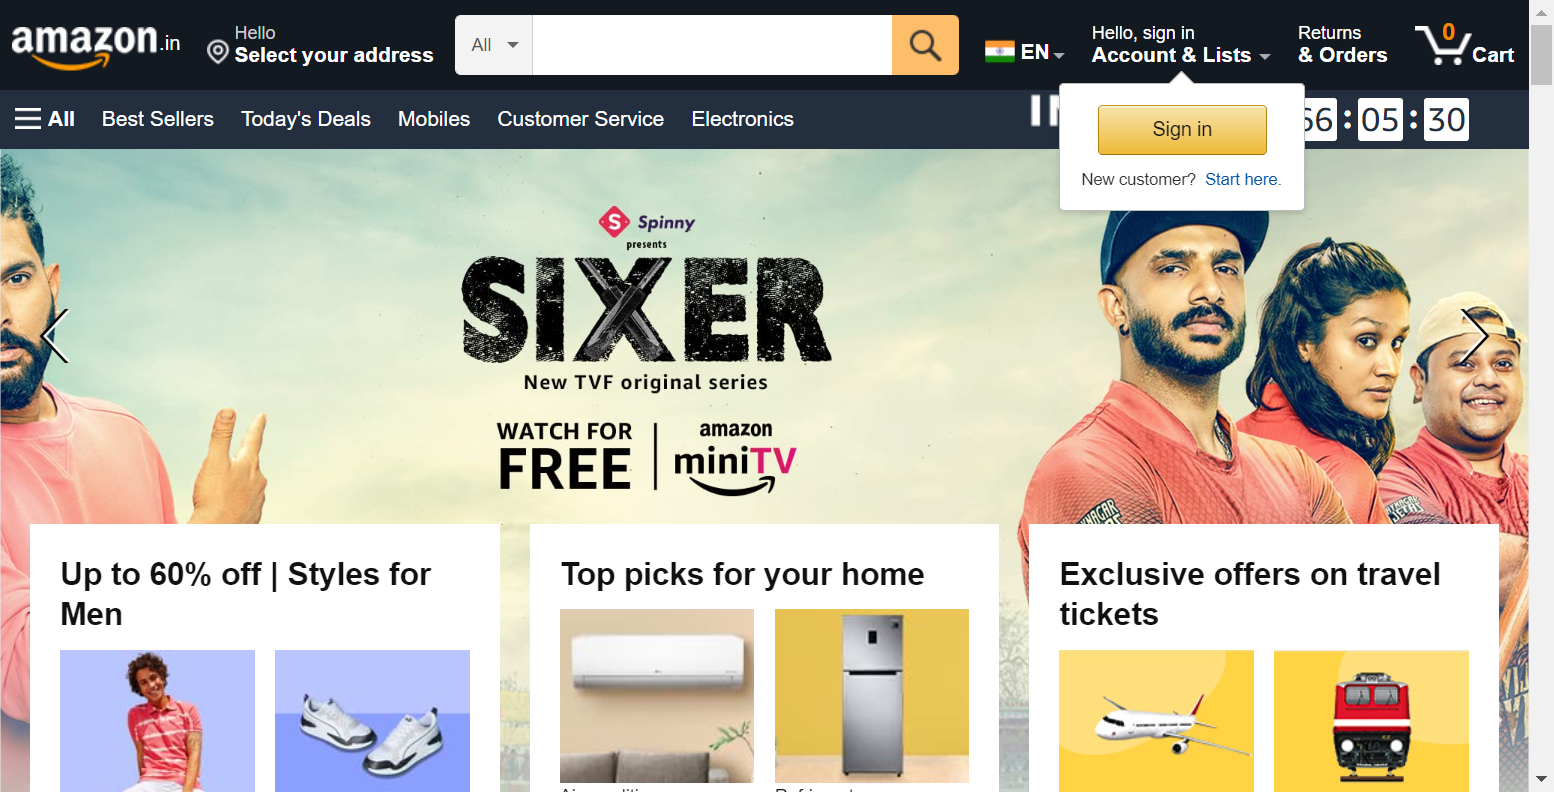 amazon.in
Hello
Select your address
All
EN
Hello, sign in
Account & Lists
Returns
& Orders
0
Cart
All
Best Sellers
Today's Deals
Mobiles
Customer Service
Electronics
: 05 : 30
Sign in
New customer? Start here.
S Spinny
presents
SIXER
New TVF original series
WATCH FOR
FREE
amazon
miniTV
Up to 60% off | Styles for
Men
Top picks for your home
Exclusive offers on travel
tickets